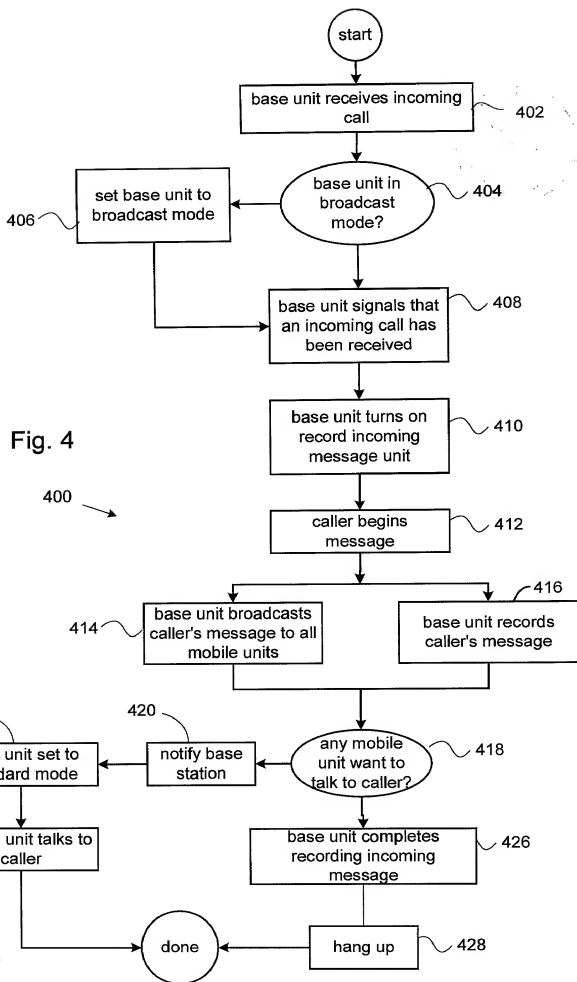 start
base unit receives incoming
call
402
base unit in
broadcast
mode?
404
set base unit to
broadcast mode
406
base unit signals that
an incoming call has
been received
408
base unit turns on
record incoming
message unit
410
Fig. 4
400
caller begins
message
412
416
base unit broadcasts
caller's message to all
mobile units
414
base unit records
caller's message
420
any mobile
unit want to
talk to caller?
418
notify base
station
unit set to
dard mode
unit talks to
caller
base unit completes
recording incoming
message
426
done
hang up
428